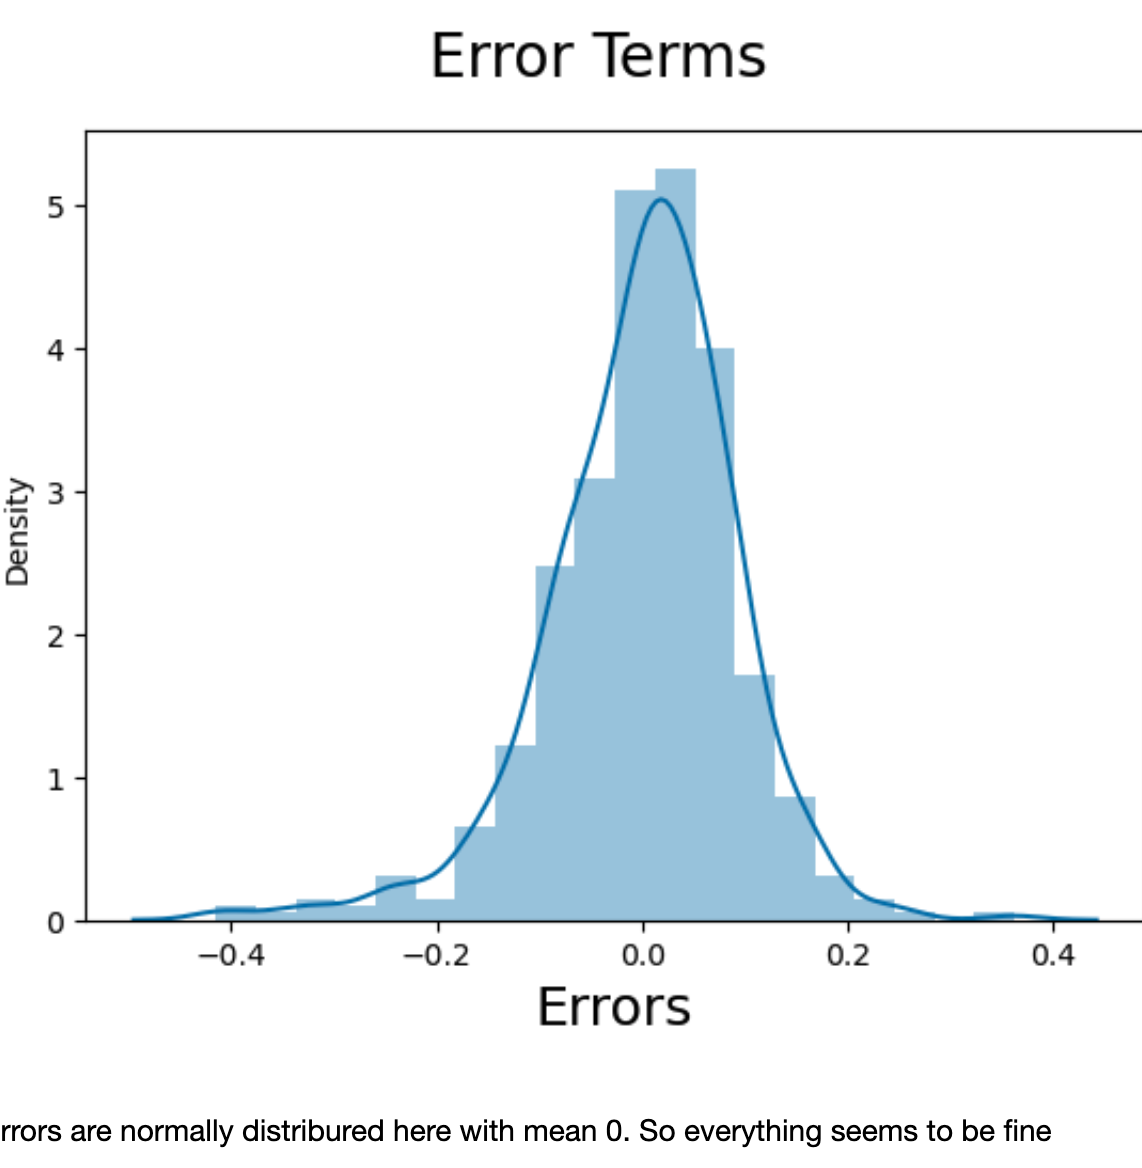 Error Terms
5
4
3
2
1
0
Density
−0.4 −0.2 0.0 0.2 0.4
Errors
rrors are normally distribured here with mean 0. So everything seems to be fine